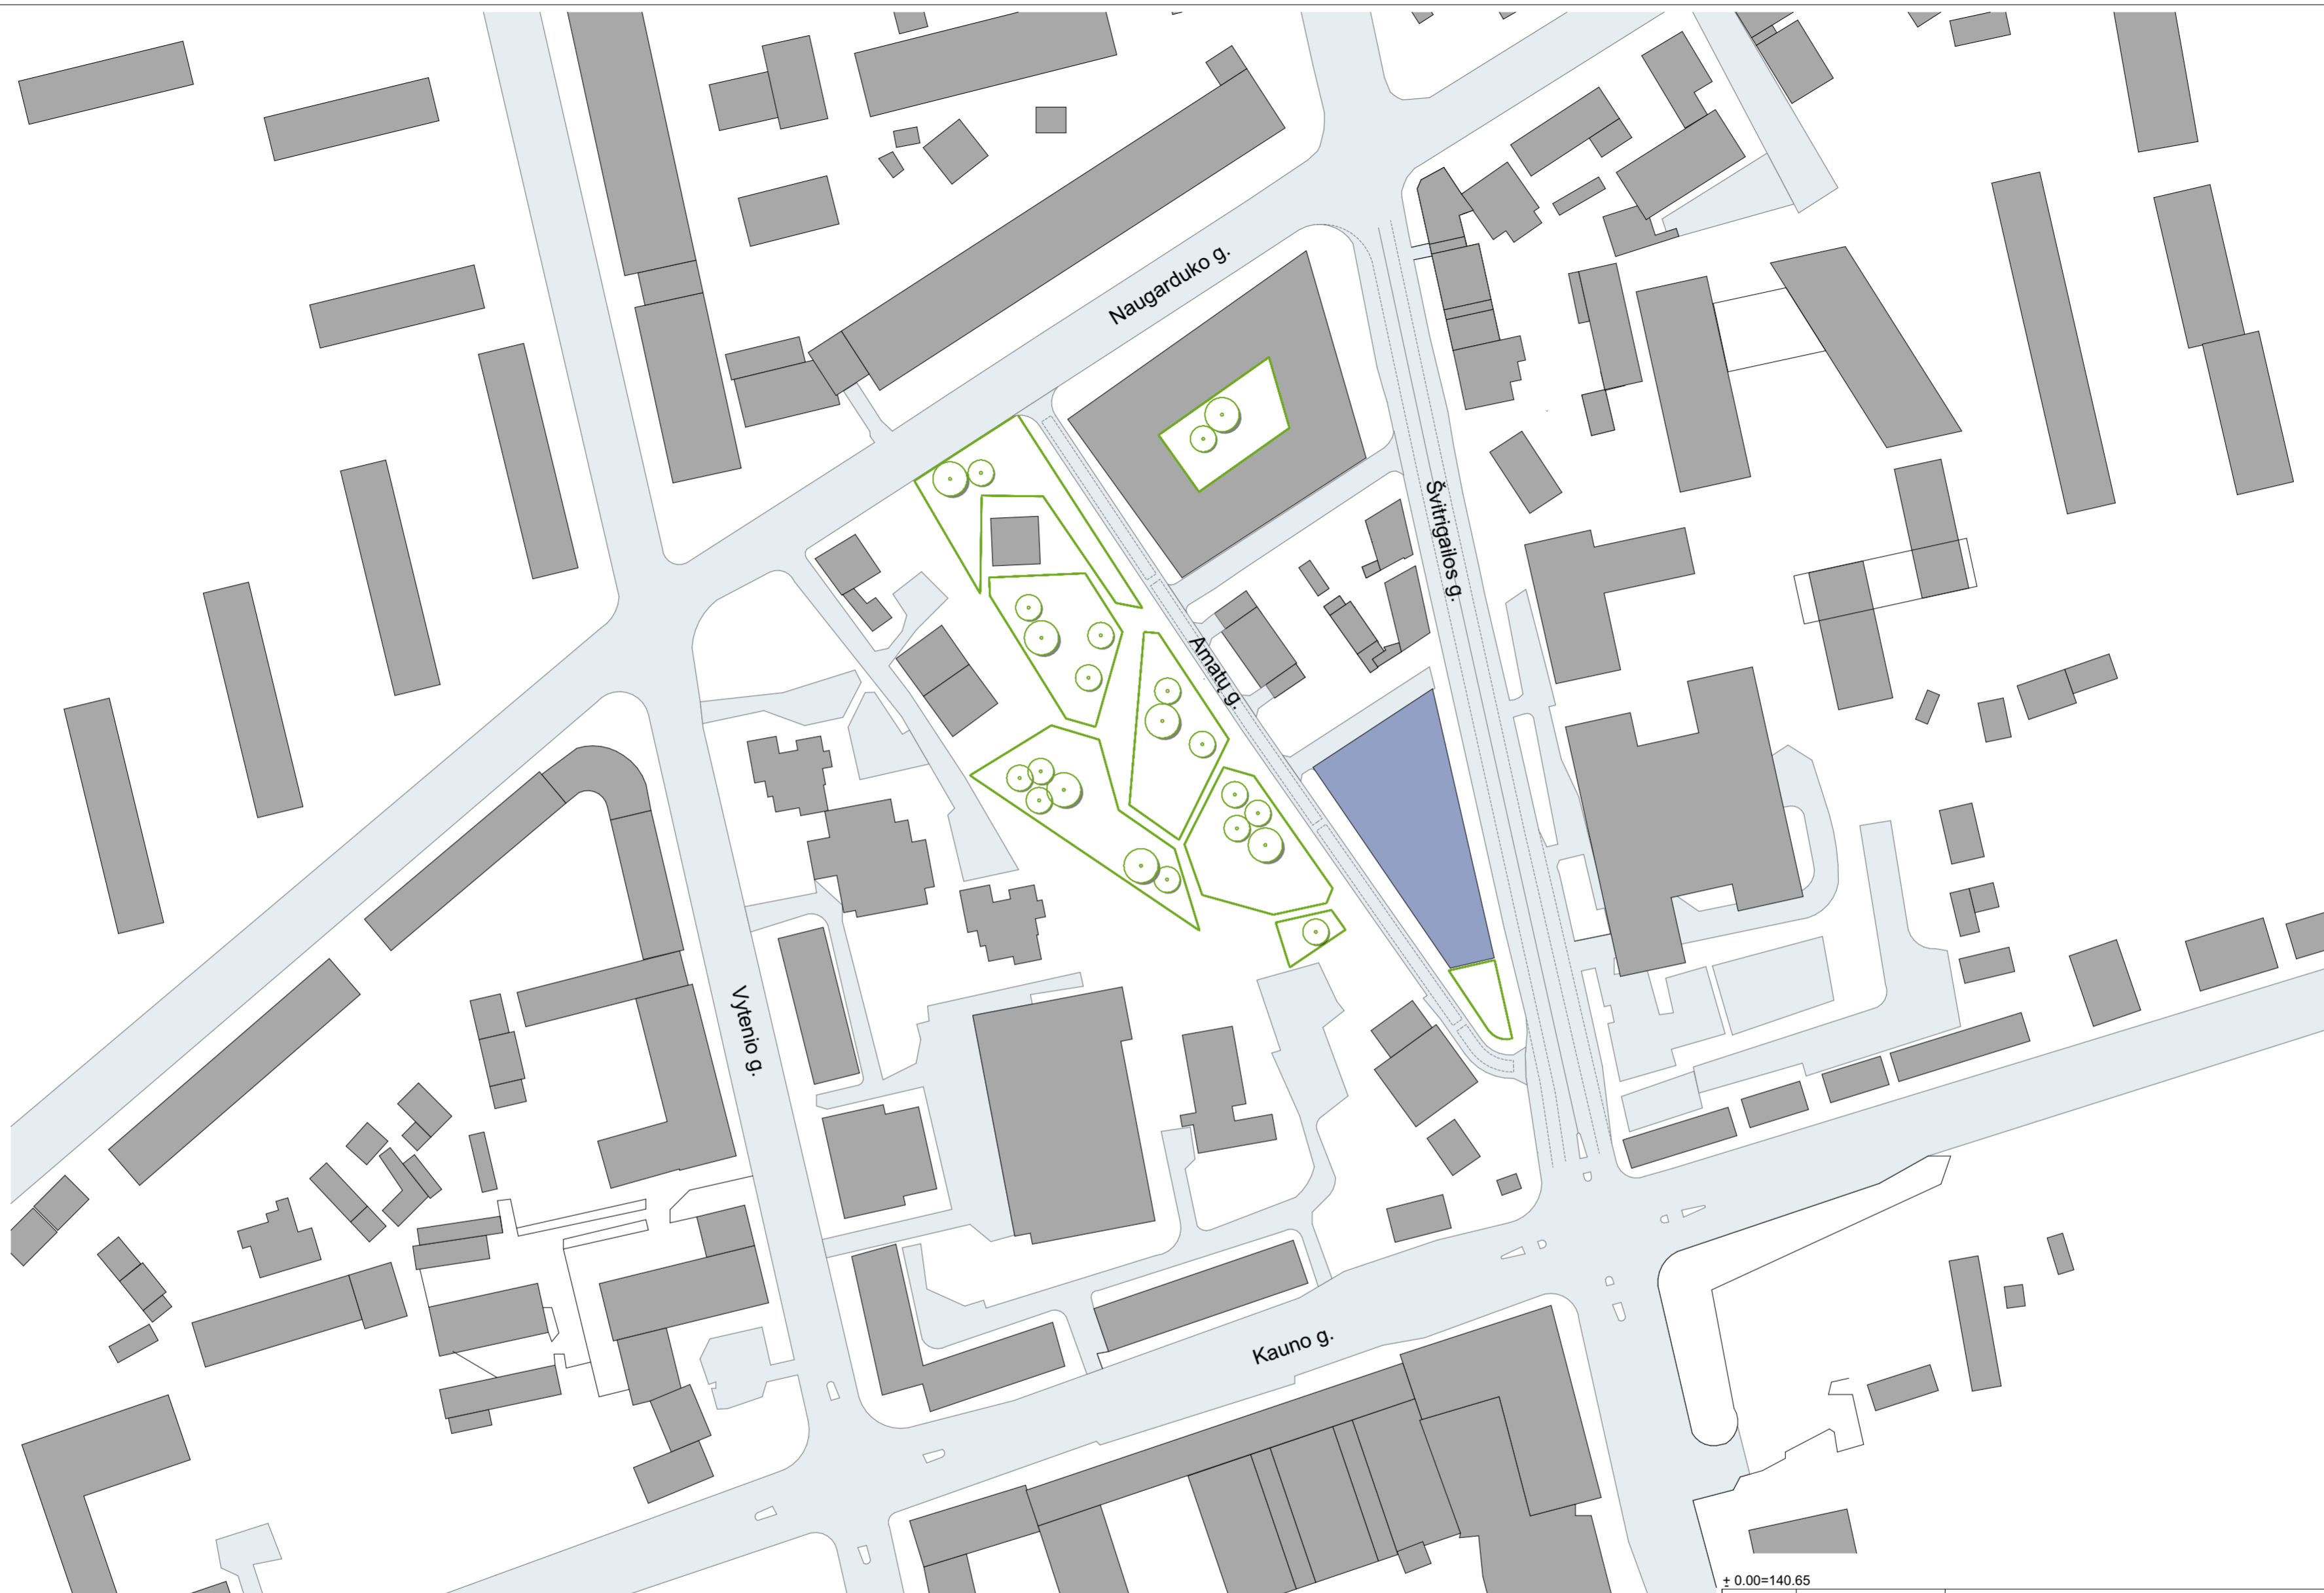 Naugarduko g.
Švitrigailos g.
Amatų g.
Vytenio g.
Kauno g.
± 0.00=140.65